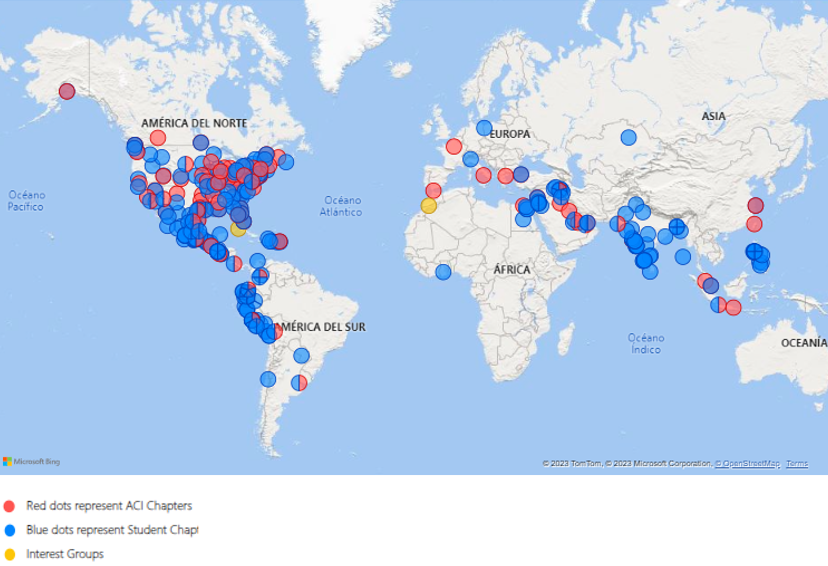 AMÉRICA DEL NORTE
ASIA
EUROPA
Océano
Pacífico
Océano
Atlántico
ÁFRICA
MÉRICA DEL SUR
Océano
Índico
OCEANÍA
Microsoft Bing
© 2023 TomTom, © 2023 Microsoft Corporation, © OpenStreetMap Terms
Red dots represent ACI Chapters
Blue dots represent Student Chapt
Interest Groups